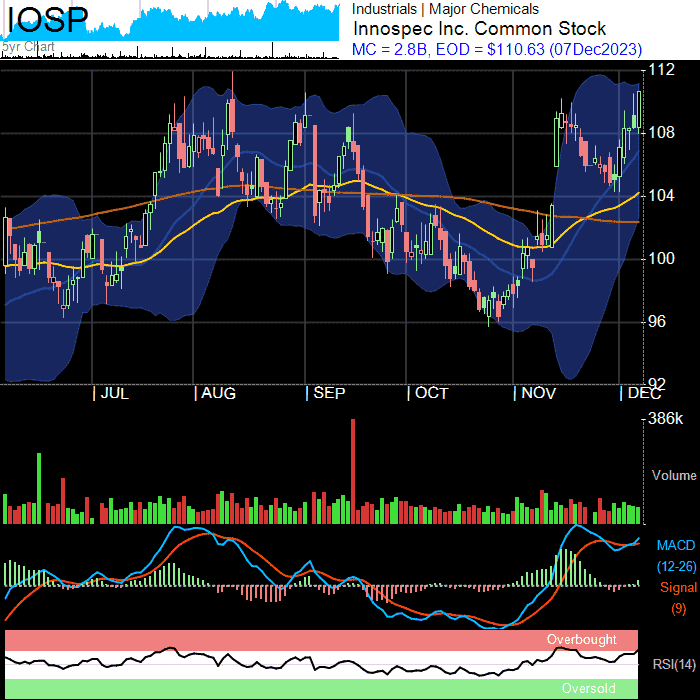 IOSP
5yr Chart
Industrials | Major Chemicals
Innospec Inc. Common Stock
MC = 2.8B, EOD = $110.63 (07Dec2023)
112
108
104
100
96
92
| JUL | AUG | SEP | OCT | NOV | DEC
386k
Volume
MACD
(12-26)
Signal
(9)
Overbought
RSI(14)
Oversold